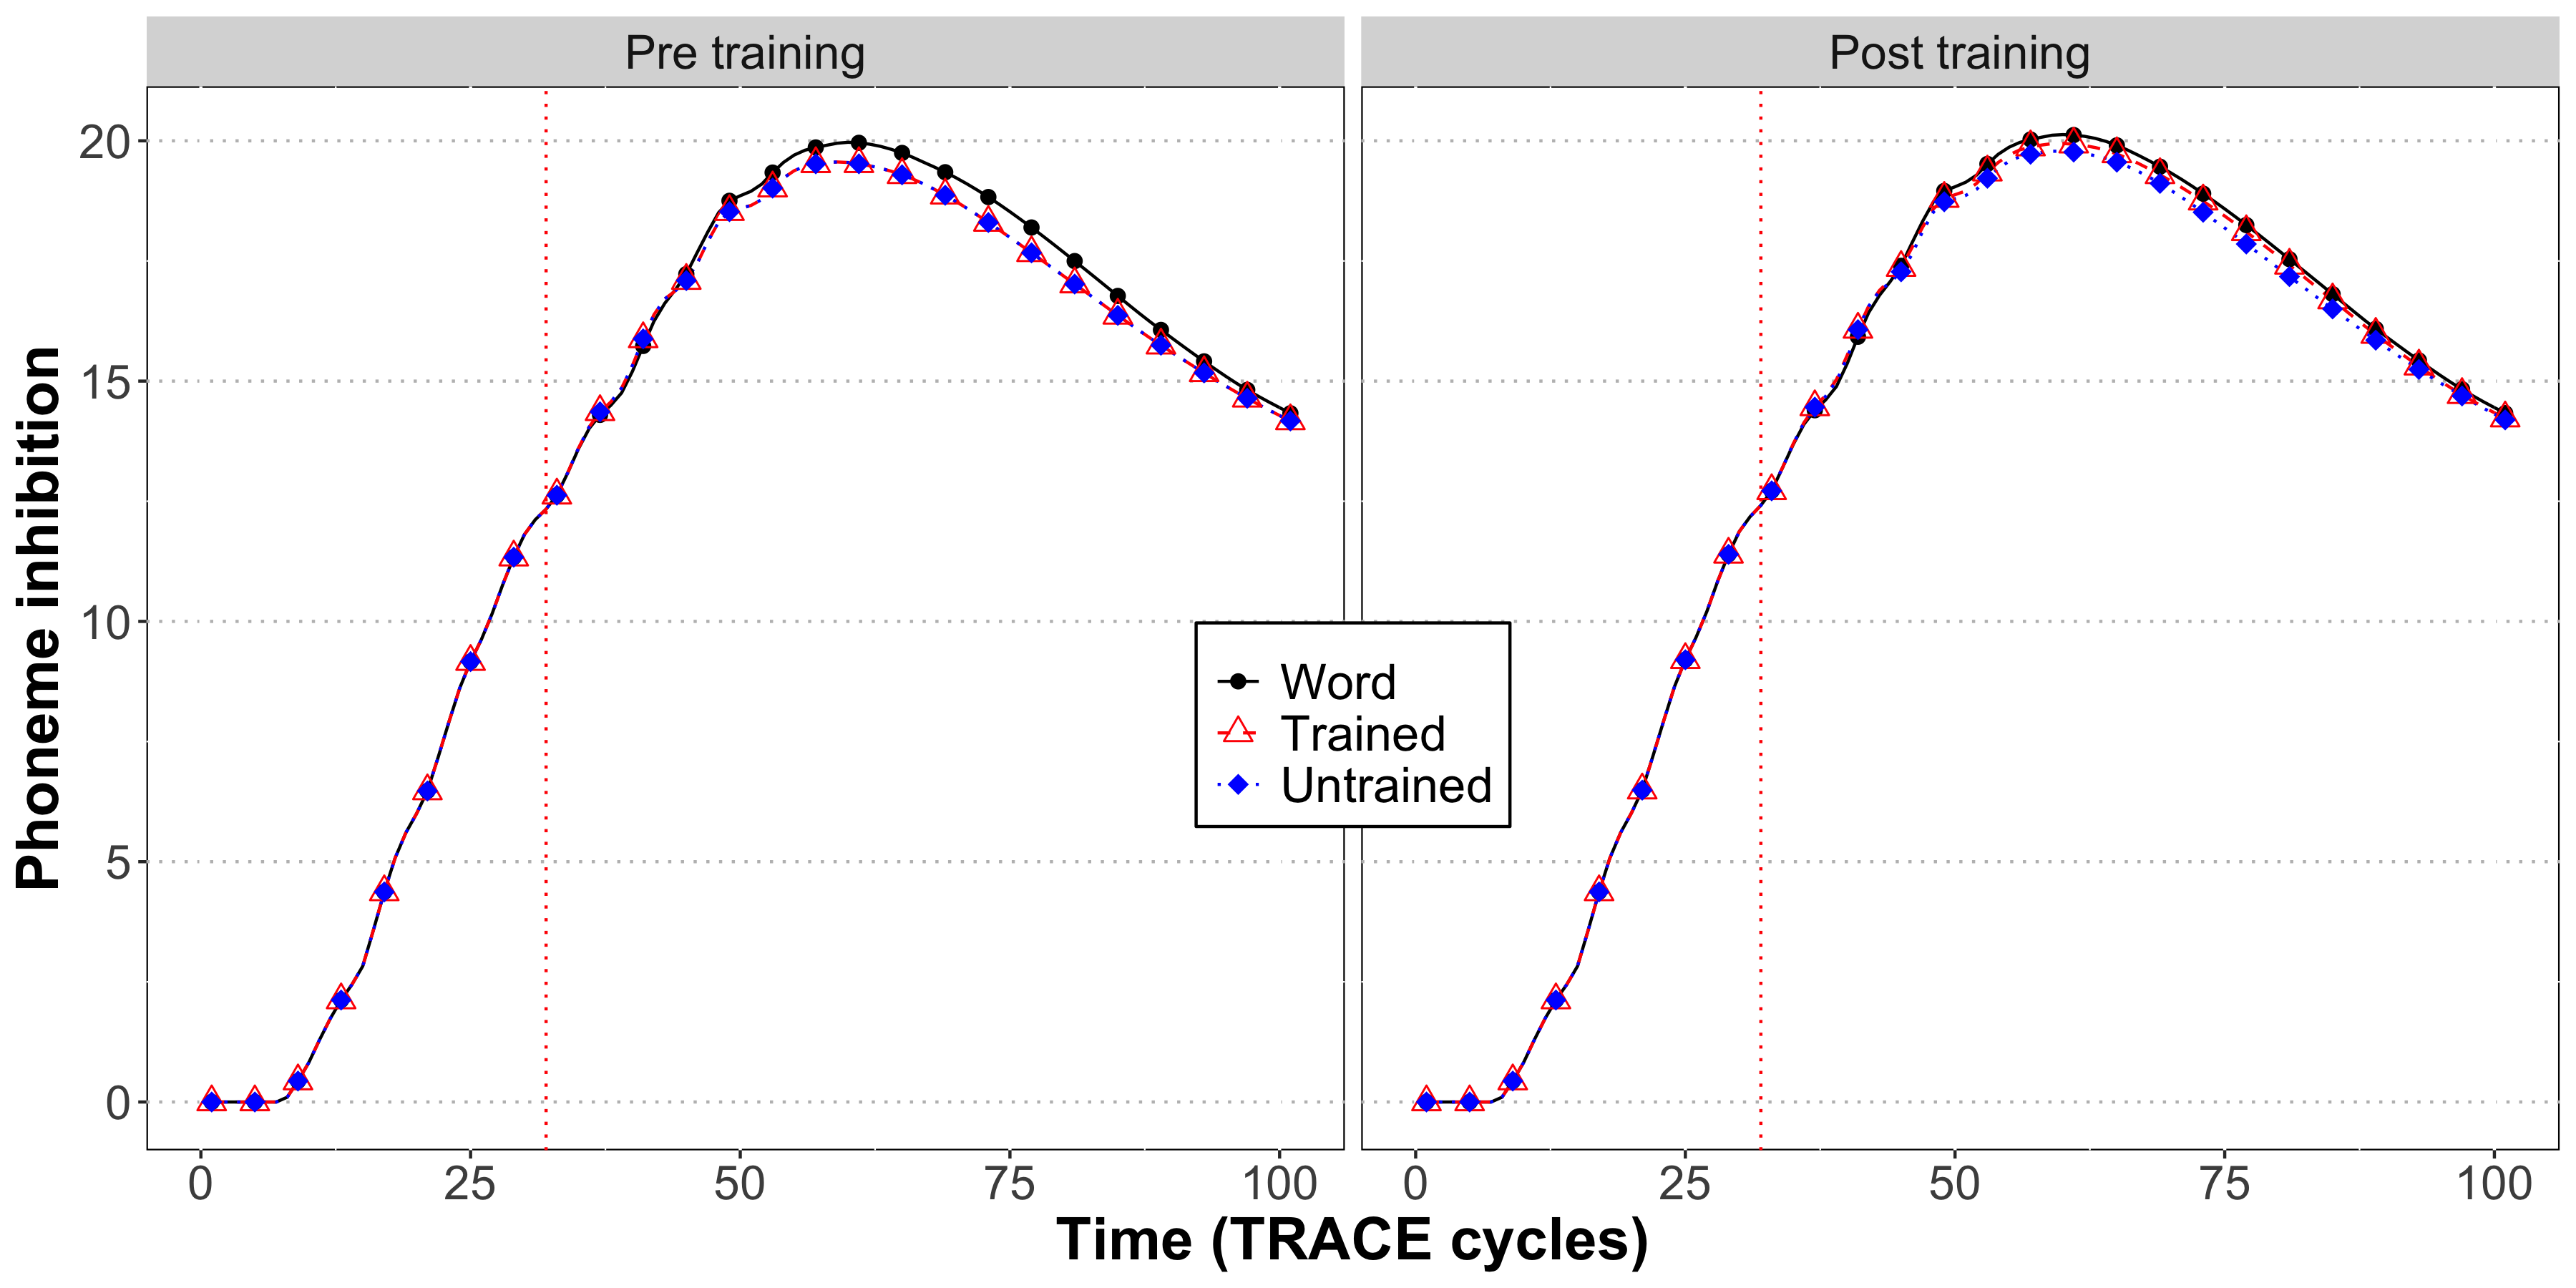 Pre training
Post training
Phoneme inhibition
20
15
10
5
0
Word
Trained
Untrained
0 25 50 75 100
0 25 50 75 100
Time (TRACE cycles)